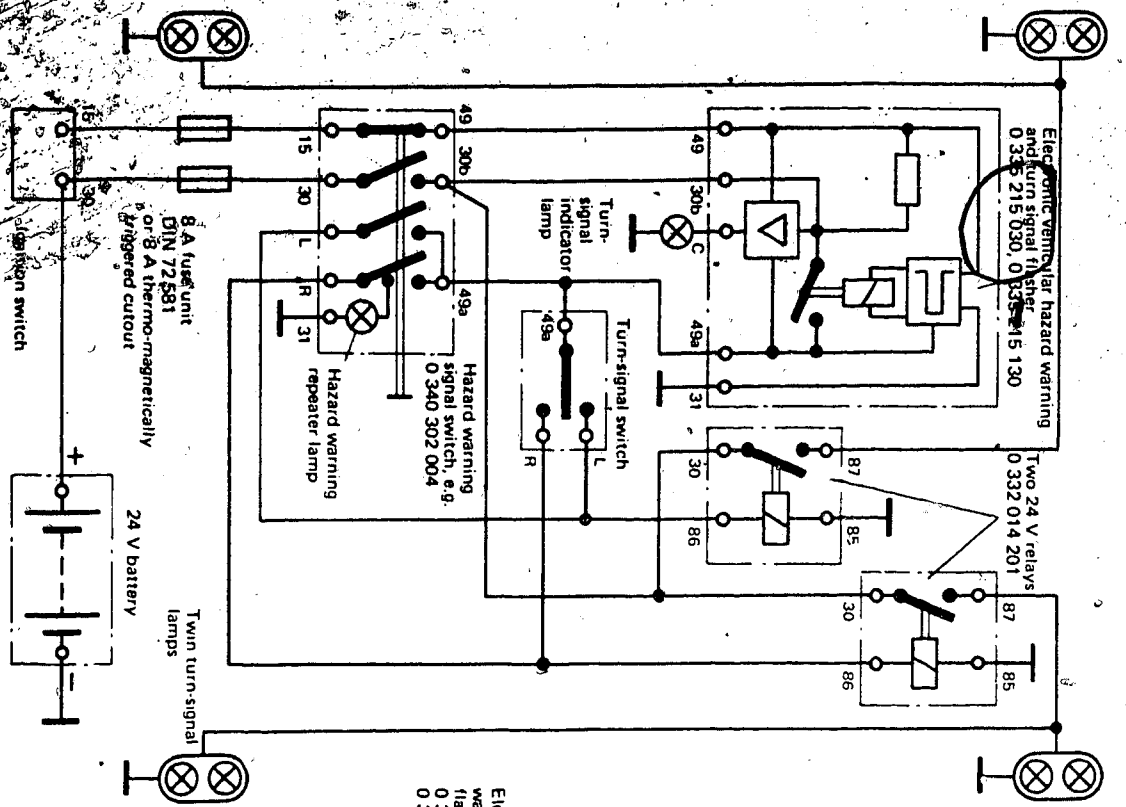 Electronic vehicular hazard warning
and turn signal flasher
0 335 215 030, 0 335 215 130
Two 24 V relays
0 332 014 201
49
30b
C
49a
31
87
30
85
86
87
30
85
86
Turn-
signal
indicator
lamp
Turn-signal switch
49a
L
R
49
30b
49a
15
30
L
R
31
Hazard warning
signal switch, e.g.
0 340 302 004
Hazard warning
repeater lamp
8 A fuse unit
DIN 72 581
or 8 A thermo-magnetically
triggered cutout
15
30
Ignition switch
+
24 V battery
−
Twin turn-signal
lamps